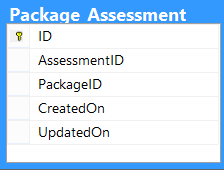 Package Assessment
ID
AssessmentID
PackageID
CreatedOn
UpdatedOn